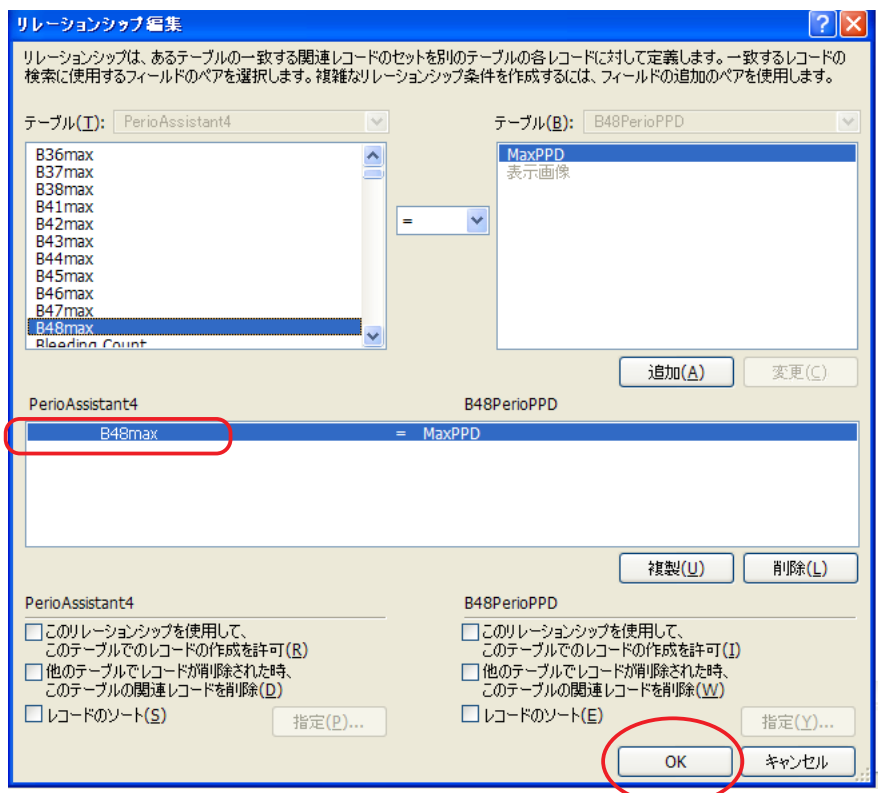 リレーションシップ編集
リレーションシップは、あるテーブルの一致する関連レコードのセットを別のテーブルの各レコードに対して定義します。一致するレコードの
検索に使用するフィールドのペアを選択します。複雑なリレーションシップ条件を作成するには、フィールドの追加のペアを使用します。
テーブル(T): PerioAssistant4
テーブル(B): B48PerioPPD
B36max
B37max
B38max
B41max
B42max
B43max
B44max
B45max
B46max
B47max
B48max
Bleeding Count
=
MaxPPD
表示画像
追加(A)
変更(C)
PerioAssistant4
B48PerioPPD
B48max = MaxPPD
複製(U)
削除(L)
PerioAssistant4
このリレーションシップを使用して、
このテーブルでのレコードの作成を許可(R)
他のテーブルでレコードが削除された時、
このテーブルの関連レコードを削除(D)
レコードのソート(S)
指定(P)...
B48PerioPPD
このリレーションシップを使用して、
このテーブルでのレコードの作成を許可(I)
他のテーブルでレコードが削除された時、
このテーブルの関連レコードを削除(W)
レコードのソート(E)
指定(Y)...
OK
キャンセル